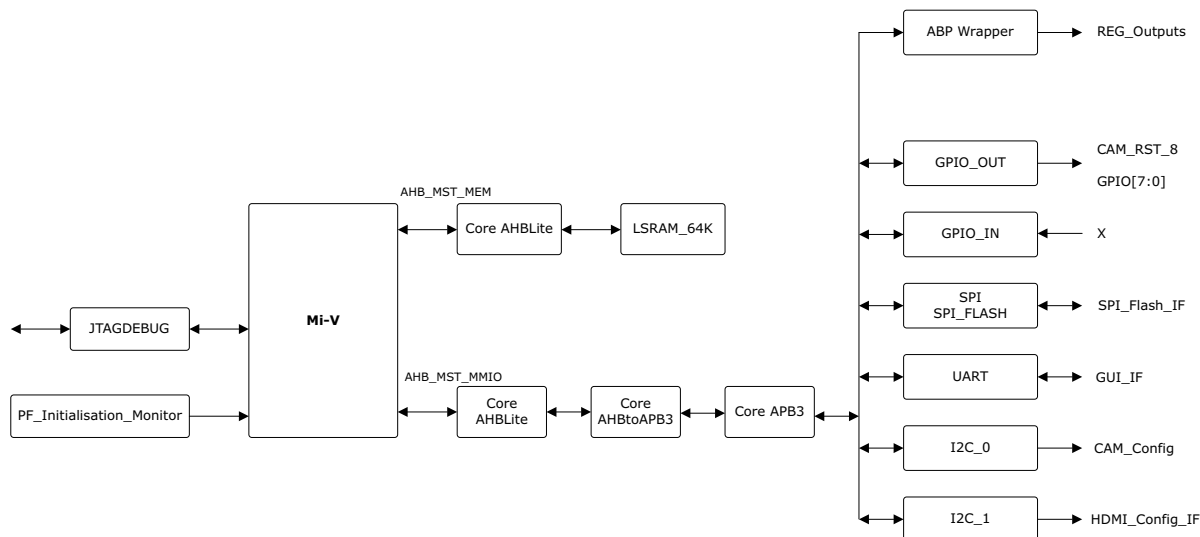 ABP Wrapper
REG_Outputs
GPIO_OUT
CAM_RST_8
GPIO[7:0]
AHB_MST_MEM
Core AHBLite
LSRAM_64K
GPIO_IN
X
Mi-V
SPI
SPI_FLASH
SPI_Flash_IF
JTAGDEBUG
AHB_MST_MMIO
UART
GUI_IF
PF_Initialisation_Monitor
Core
AHBLite
Core
AHBtoAPB3
Core APB3
I2C_0
CAM_Config
I2C_1
HDMI_Config_IF